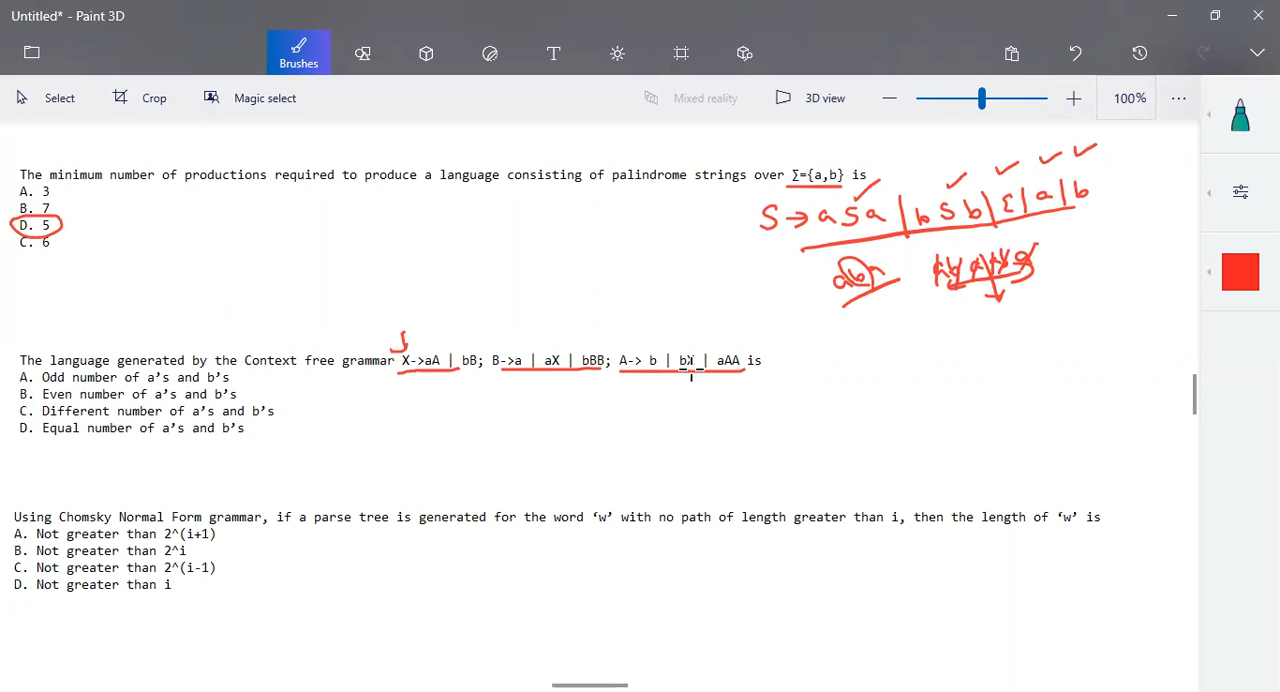 Untitled* - Paint 3D
Brushes
Select Crop Magic select Mixed reality 3D view 100%
The minimum number of productions required to produce a language consisting of palindrome strings over ∑={a,b} is
A. 3
B. 7
D. 5
C. 6
S → a S a | b S b | Ɛ | a | b
The language generated by the Context free grammar X->aA | bB; B->a | aX | bBB; A-> b | bX | aAA is
A. Odd number of a’s and b’s
B. Even number of a’s and b’s
C. Different number of a’s and b’s
D. Equal number of a’s and b’s
Using Chomsky Normal Form grammar, if a parse tree is generated for the word ‘w’ with no path of length greater than i, then the length of ‘w’ is
A. Not greater than 2^(i+1)
B. Not greater than 2^i
C. Not greater than 2^(i-1)
D. Not greater than i